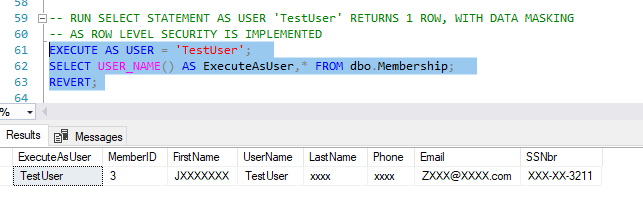 58
59 -- RUN SELECT STATEMENT AS USER 'TestUser' RETURNS 1 ROW, WITH DATA MASKING
60 -- AS ROW LEVEL SECURITY IS IMPLEMENTED
61 EXECUTE AS USER = 'TestUser';
62 SELECT USER_NAME() AS ExecuteAsUser,* FROM dbo.Membership;
63 REVERT;
64
%
Results Messages
ExecuteAsUser MemberID FirstName UserName LastName Phone Email SSNbr
TestUser 3 JXXXXXXX TestUser xxxx xxxx ZXXX@XXXX.com XXX-XX-3211